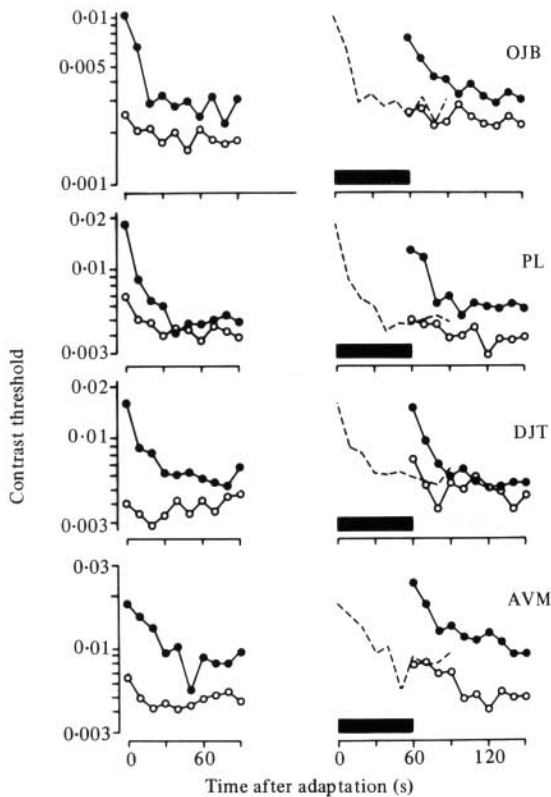 0·01
0·005
0·001
OJB
0·02
0·01
0·003
PL
0·02
0·01
0·003
DJT
0·03
0·01
0·003
AVM
Contrast threshold
0 60 0 60 120
Time after adaptation (s)